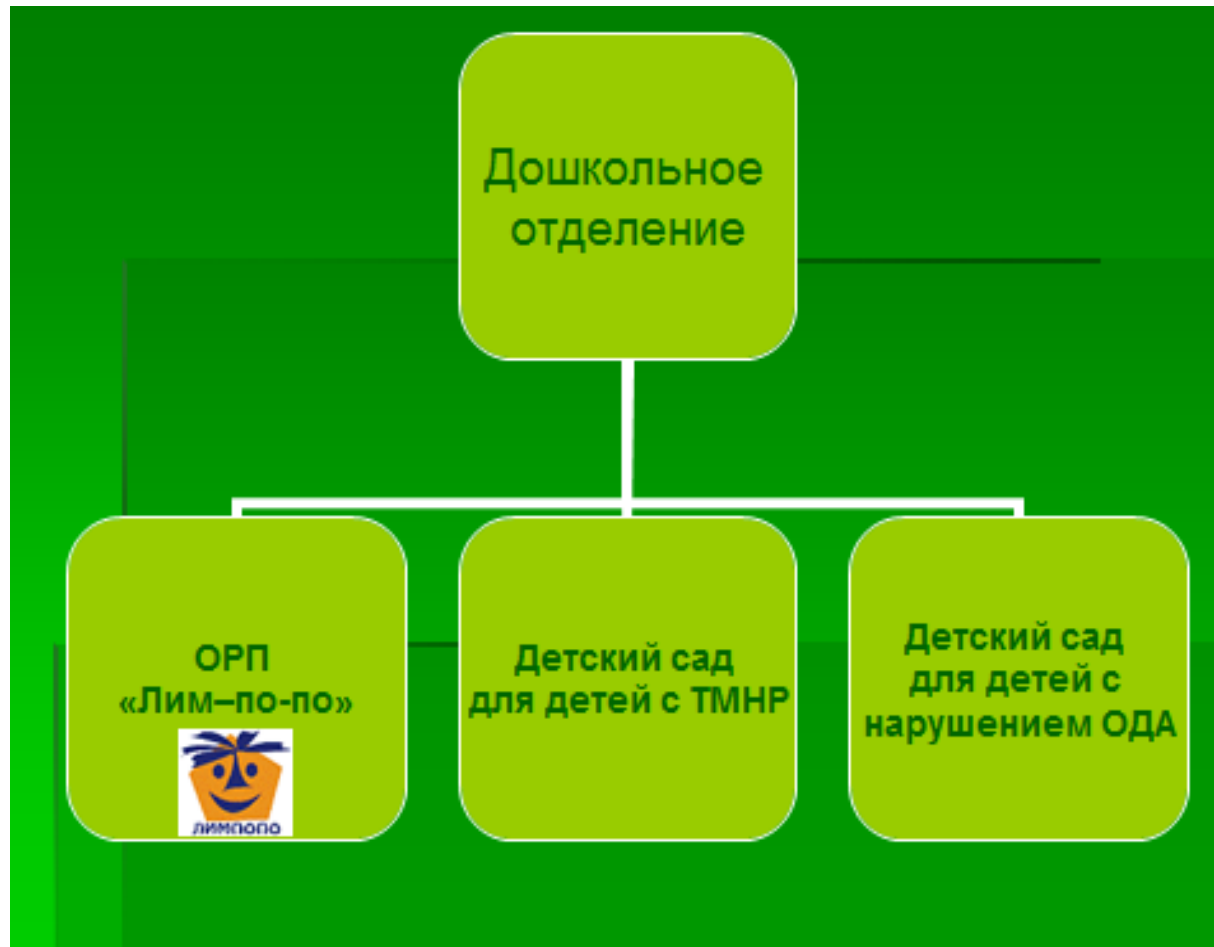 Дошкольное
отделение
ОРП
«Лим–по-по»
ЛИМПОПО
Детский сад
для детей с ТМНР
Детский сад
для детей с
нарушением ОДА